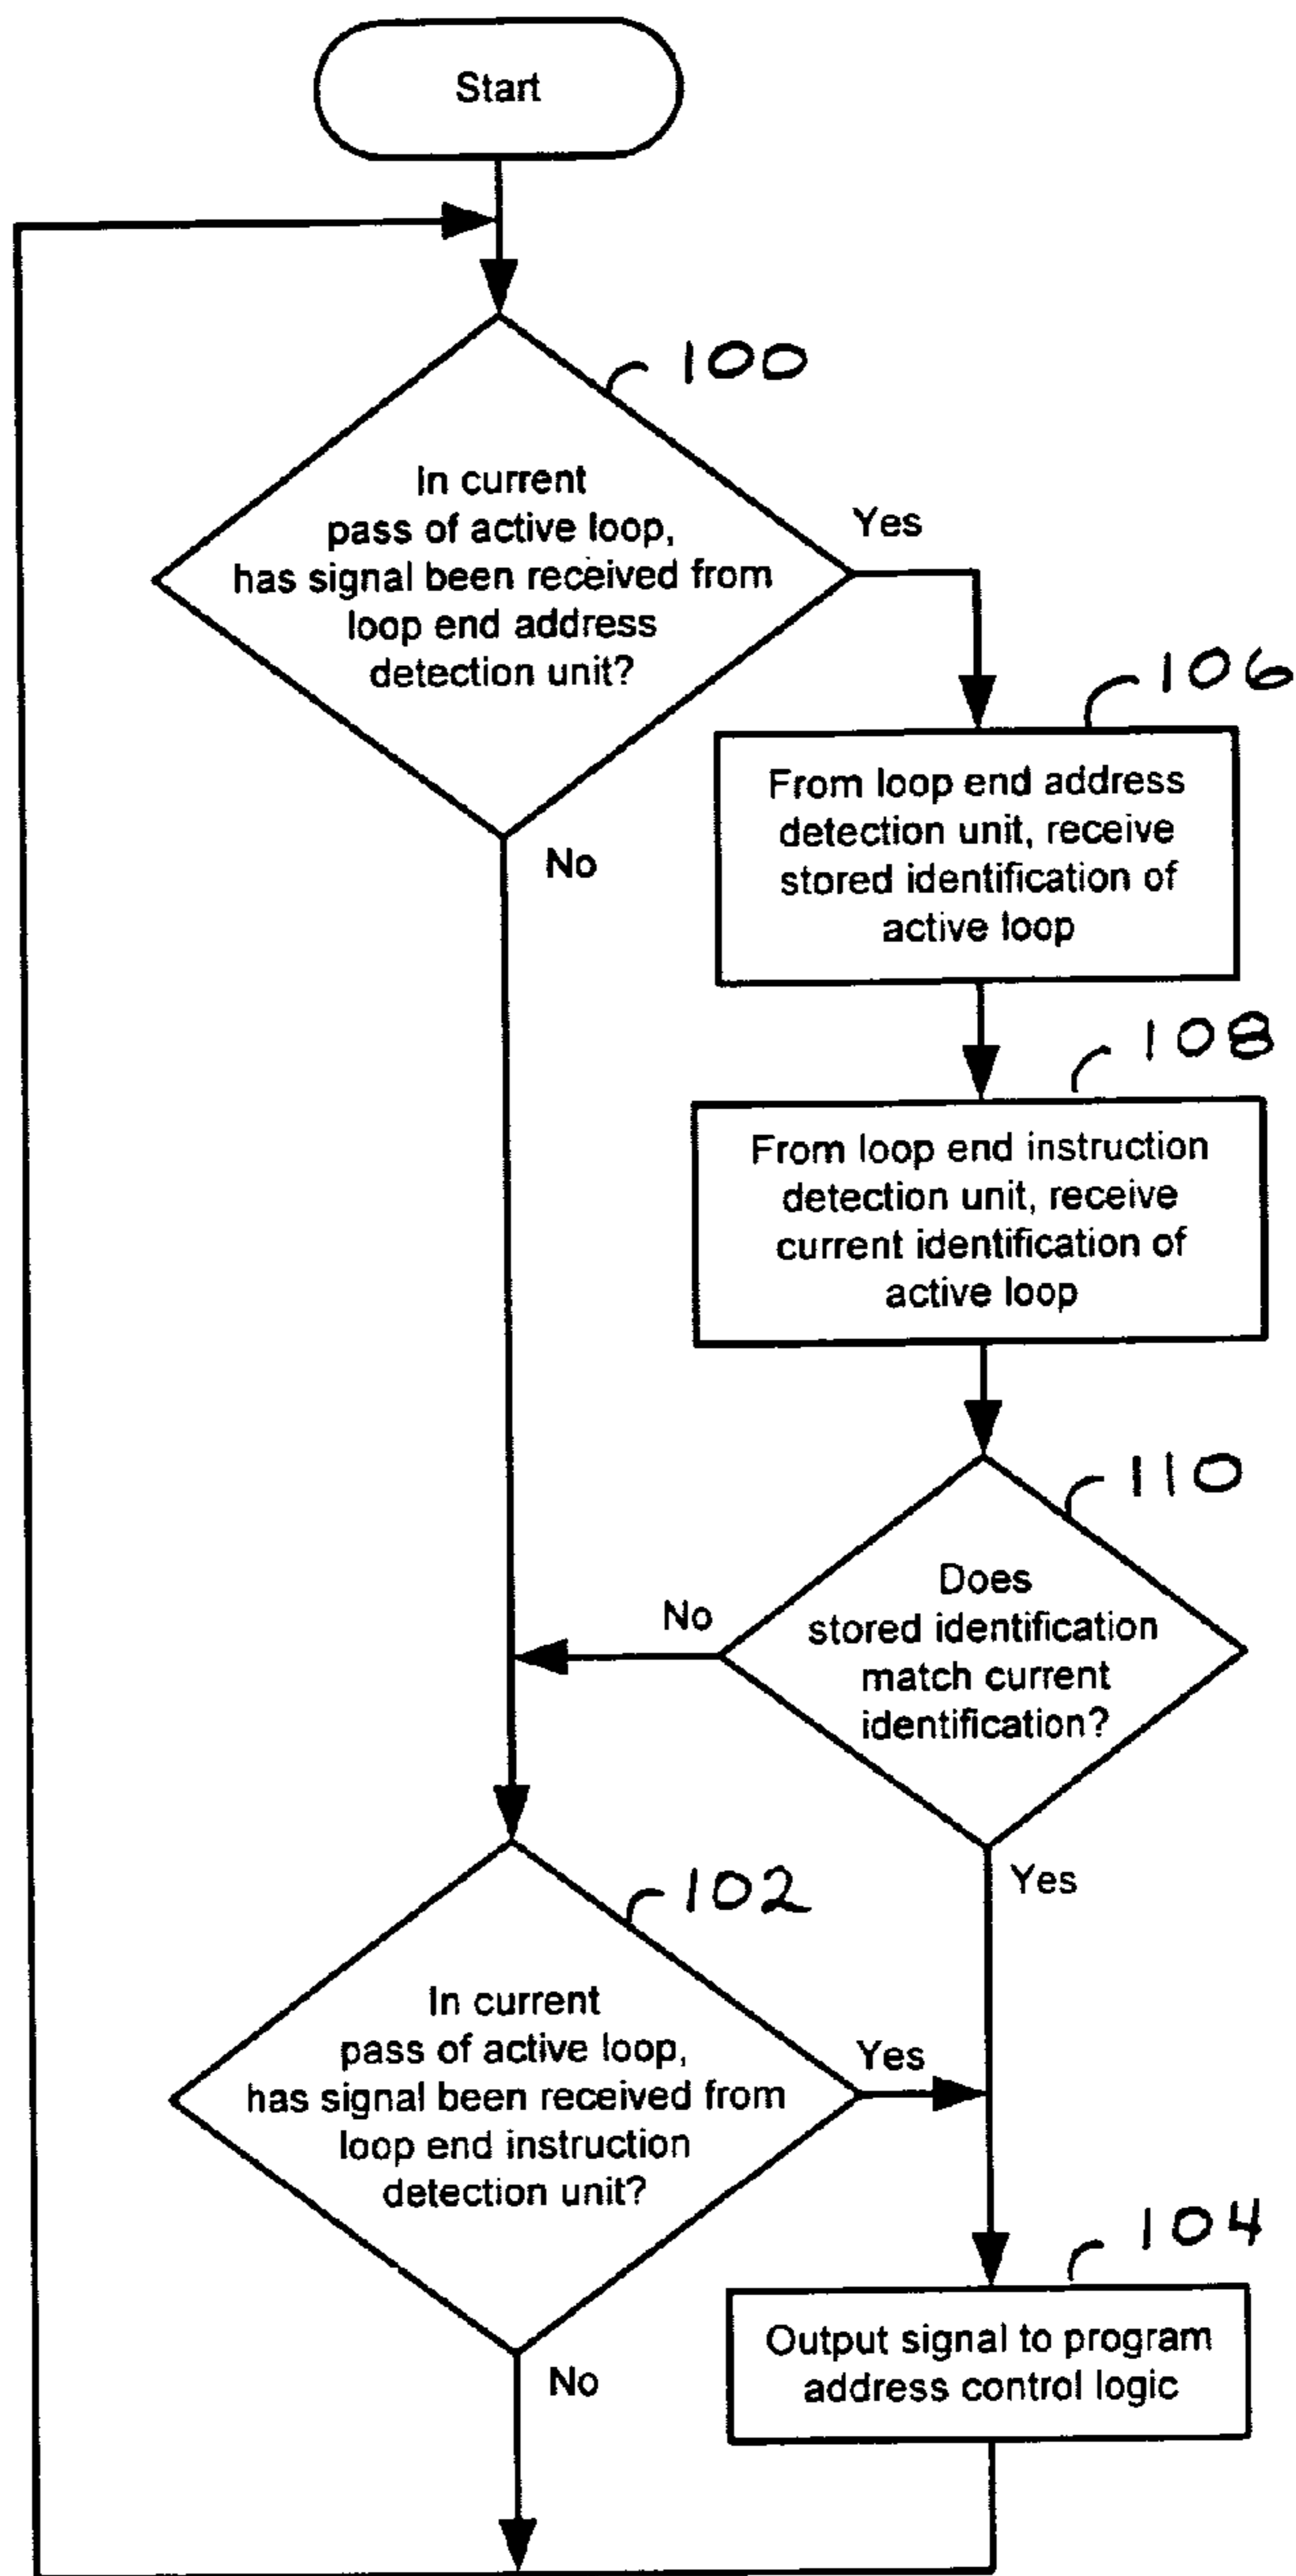 Start
100
In current
pass of active loop,
has signal been received from
loop end address
detection unit?
Yes
No
106
From loop end address
detection unit, receive
stored identification of
active loop
108
From loop end instruction
detection unit, receive
current identification of
active loop
110
Does
stored identification
match current
identification?
No
Yes
102
In current
pass of active loop,
has signal been received from
loop end instruction
detection unit?
Yes
No
104
Output signal to program
address control logic